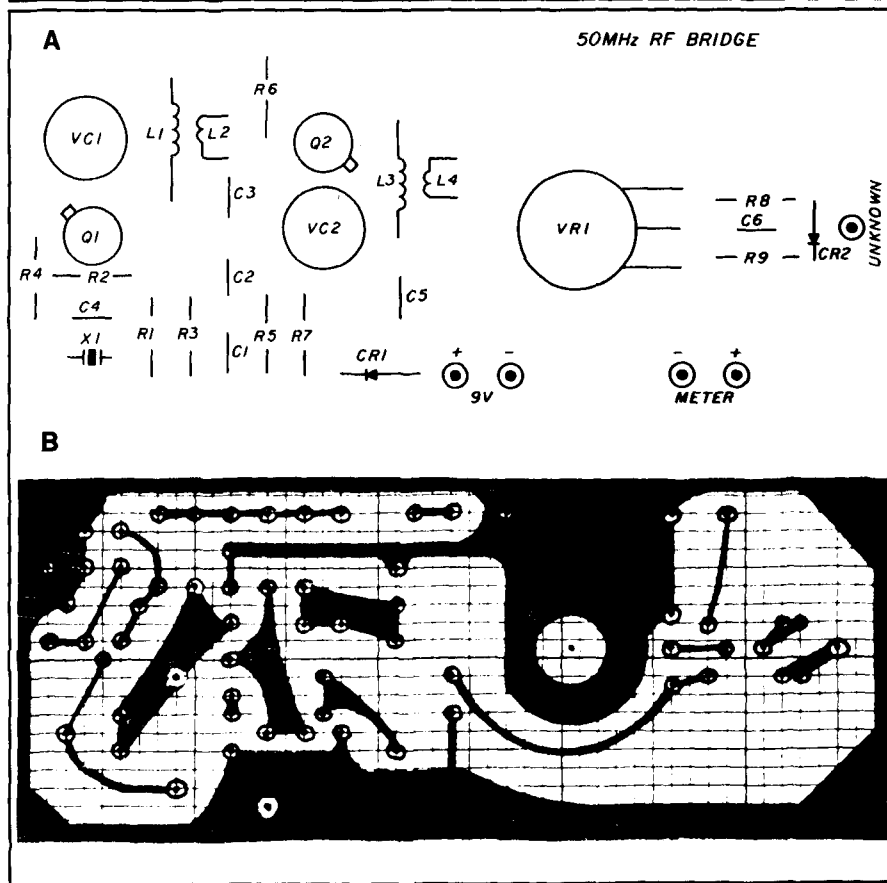 A
50MHz RF BRIDGE
R6
VC1
L1
L2
Q2
L3
L4
C3
R8
C6
VR1
VC2
Q1
R4
R2
C2
R9
CR2
UNKNOWN
C4
C5
X1
R1
R3
C1
R5
R7
CR1
+
-
-
+
9V
METER
B